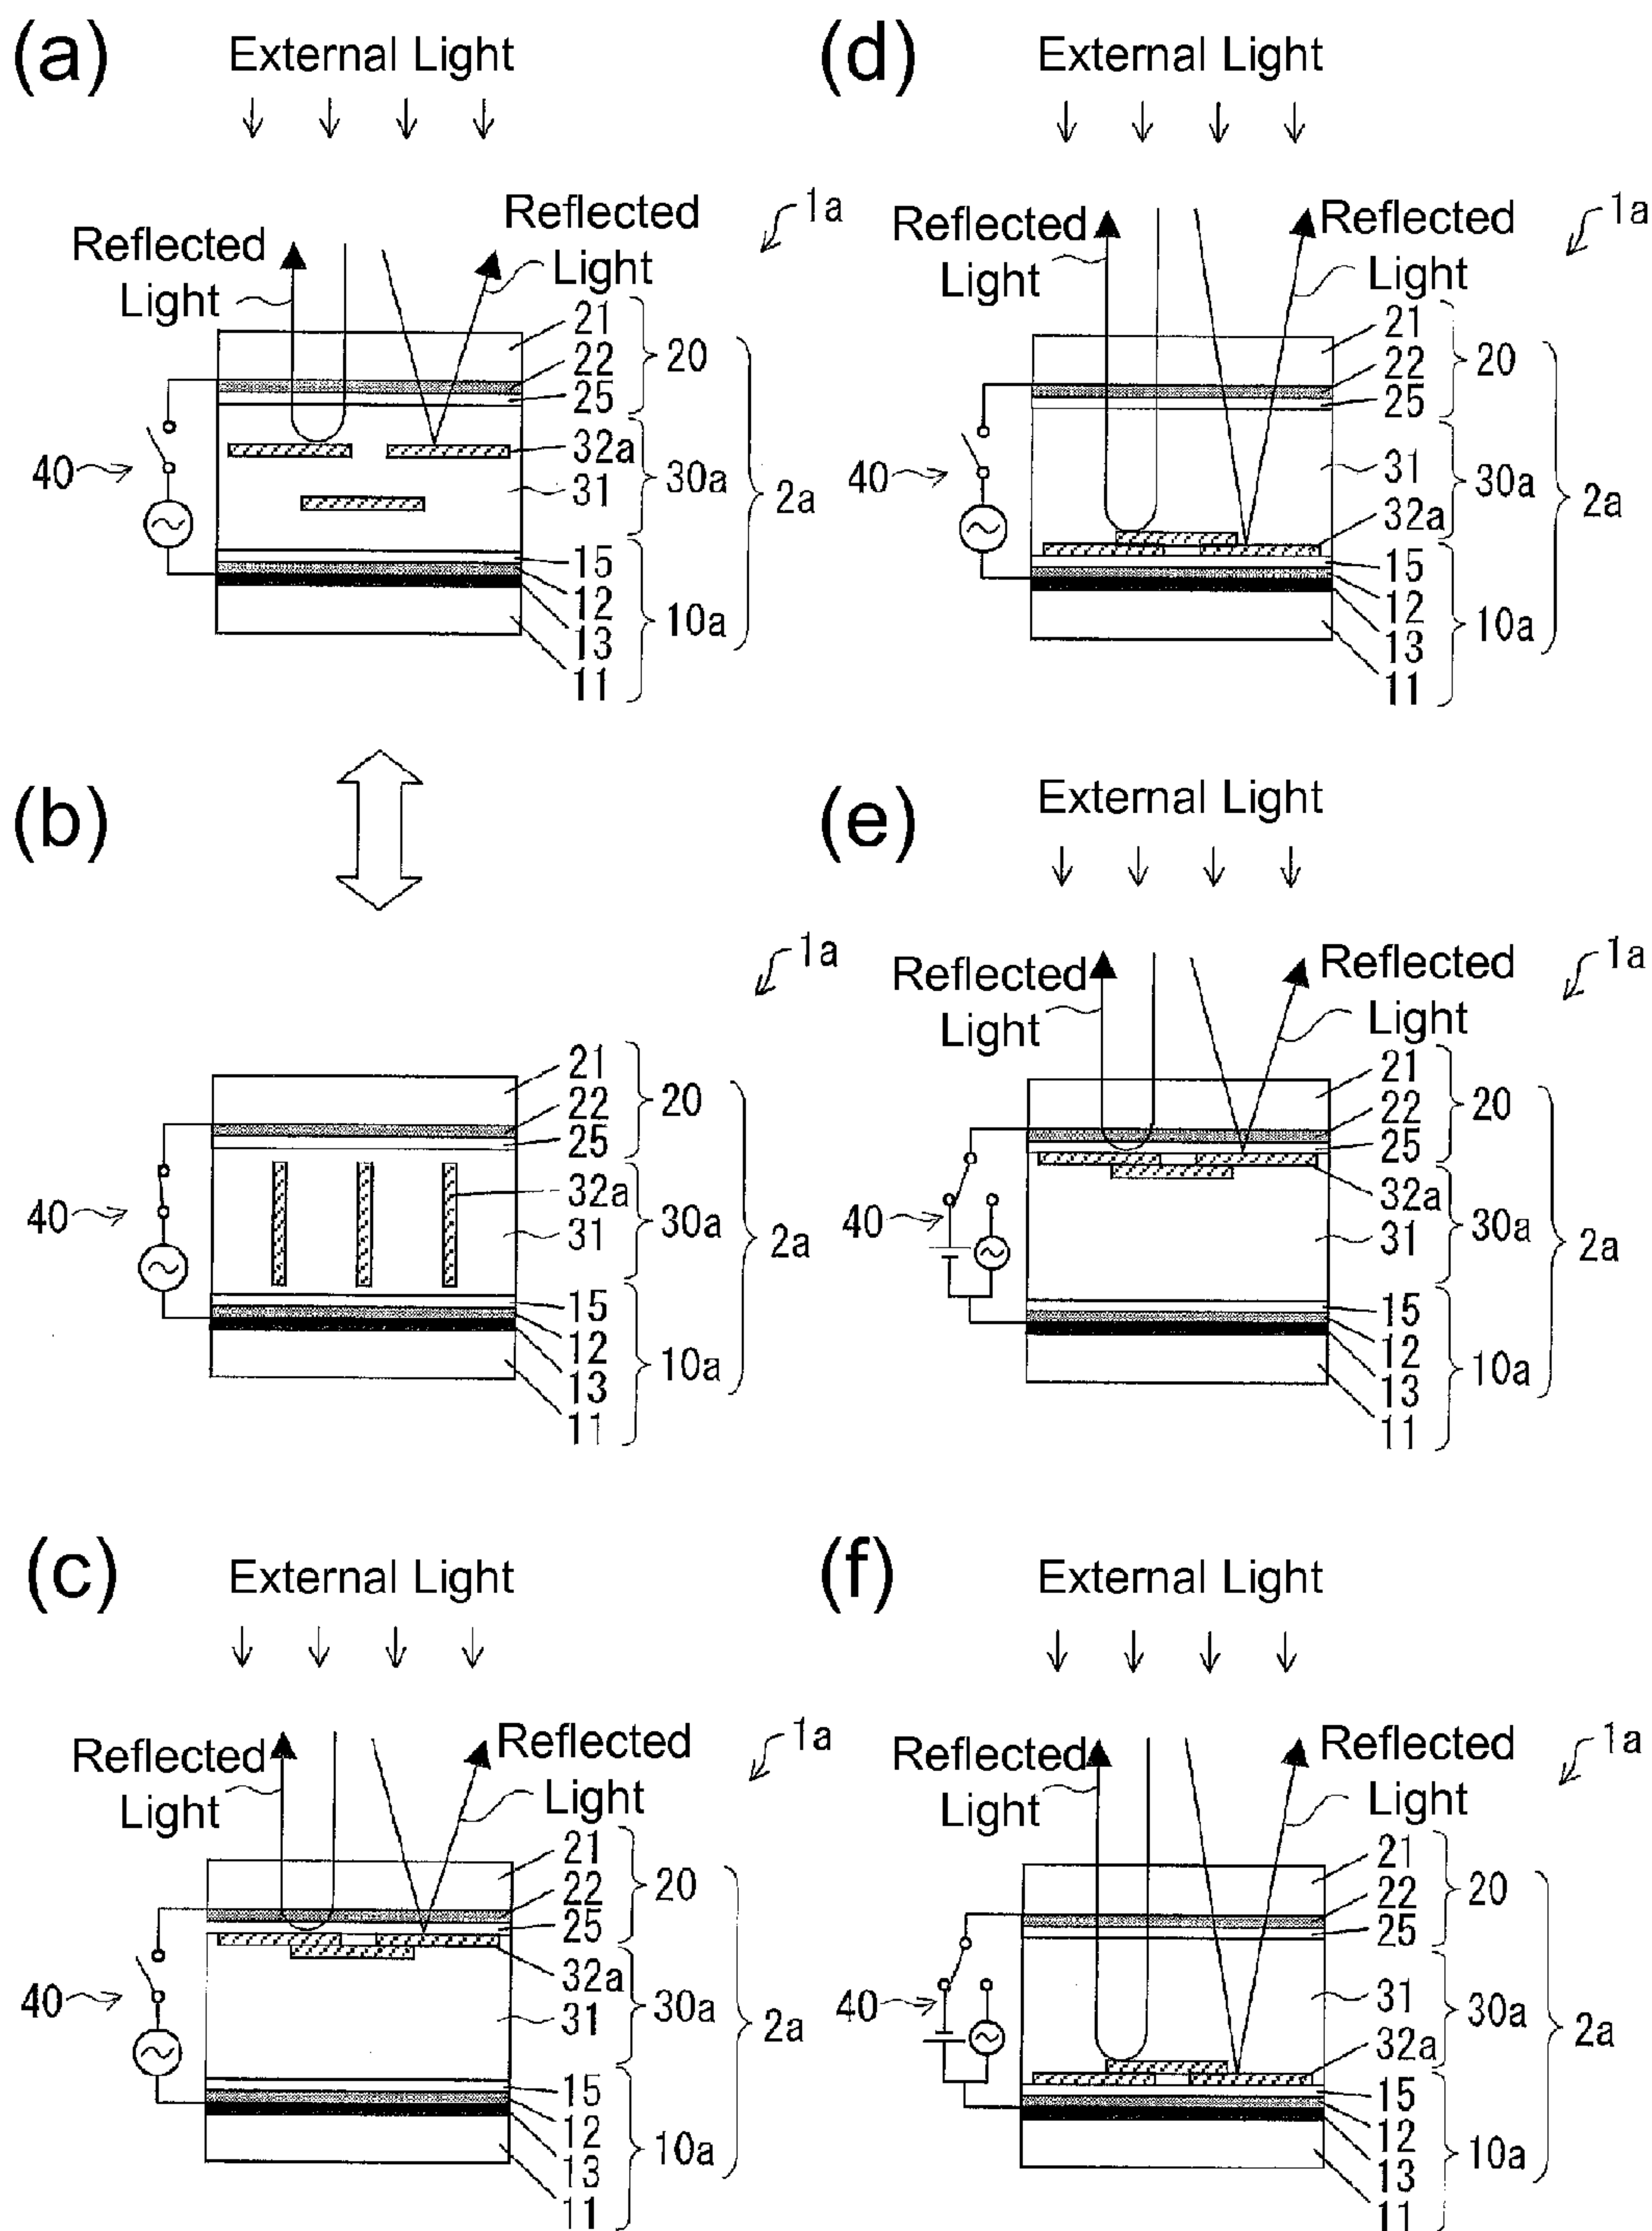 (a)
External Light
1a
Reflected
Light
Reflected
Light
21
22
20
25
32a
40
31
30a
2a
15
12
10a
13
11
(b)
1a
21
22
20
25
32a
40
31
30a
2a
15
12
10a
13
11
(c)
External Light
1a
Reflected
Light
Reflected
Light
21
22
20
25
32a
40
31
30a
2a
15
12
10a
13
11
(d)
External Light
1a
Reflected
Light
Reflected
Light
21
22
20
25
31
40
30a
2a
32a
15
12
10a
13
11
(e)
External Light
1a
Reflected
Light
Reflected
Light
21
22
20
25
32a
40
31
30a
2a
15
12
10a
13
11
(f)
External Light
1a
Reflected
Light
Reflected
Light
21
22
20
25
31
40
30a
2a
32a
15
12
10a
13
11